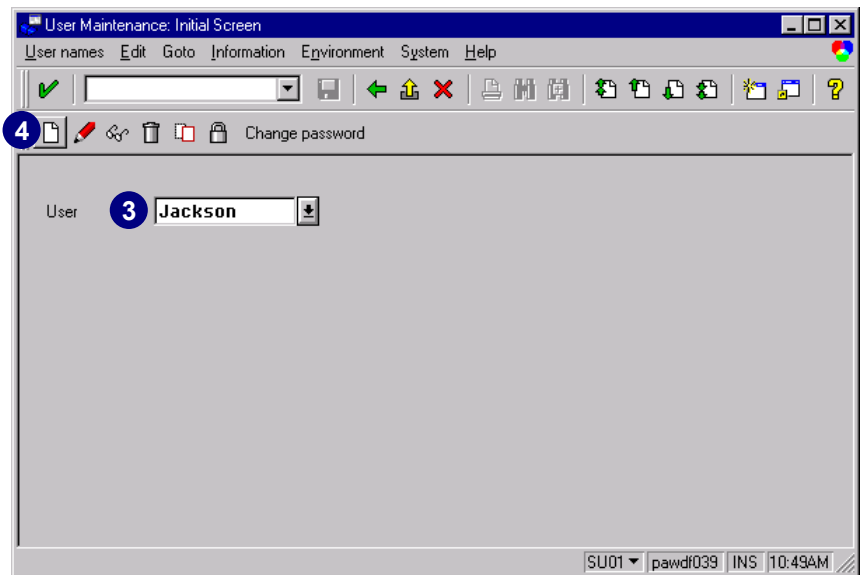 User Maintenance: Initial Screen
User names Edit Goto Information Environment System Help
?
4 Change password
User 3 Jackson
SU01 pawdf039 INS 10:49AM